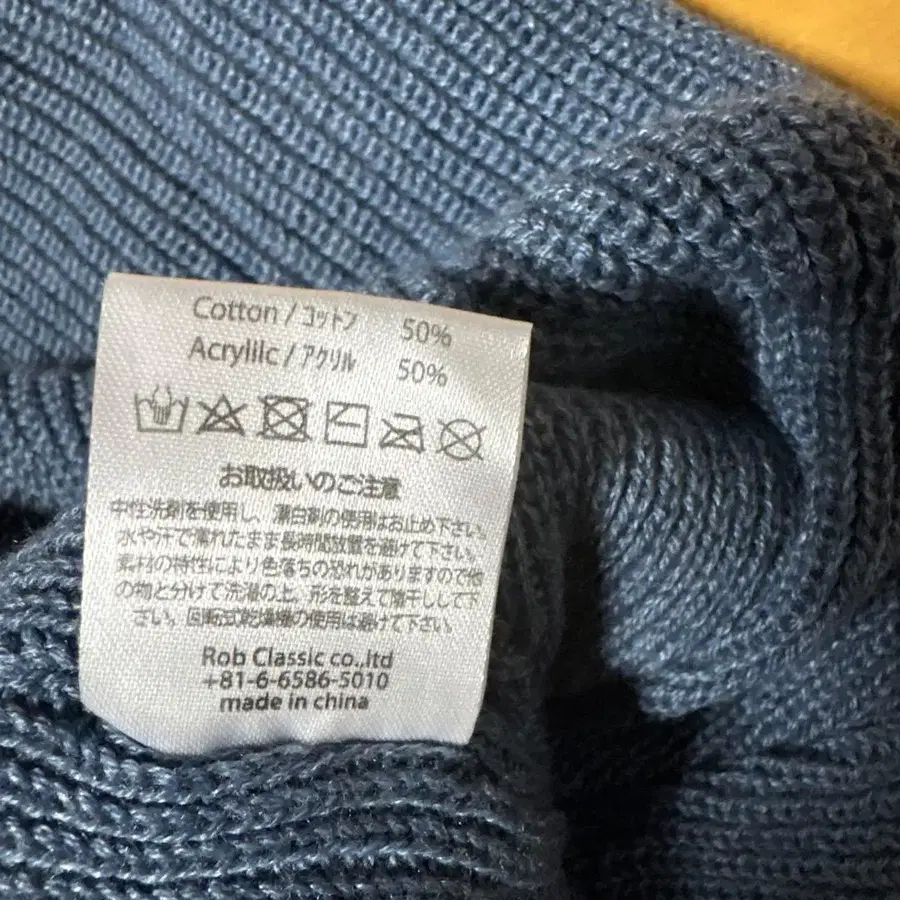 Cotton / コットフ 50%
Acryliic / アクリル 50%
お取扱いのご注意
中性洗剤を使用し、漂白剤の使用はお止め下さい。
水や汗で濡れたまま長時間放置を避けて下さい。
素材の特性により色落ちの恐れがありますので他
の物と分けて洗濯の上、形を整えて陰干しして下
さい。回転式乾燥機の使用は避けて下さい。
Rob Classic co.,ltd
+81-6-6586-5010
made in china